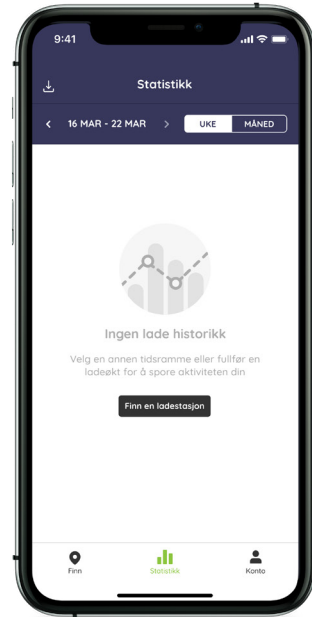 9:41
Statistikk
16 MAR - 22 MAR
UKE
MÅNED
Ingen lade historikk
Velg en annen tidsramme eller fullfør en
ladeøkt for å spore aktiviteten din
Finn en ladestasjon
Finn
Statistikk
Konto